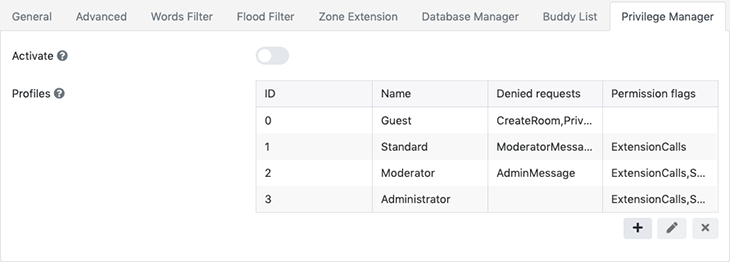 General Advanced Words Filter Flood Filter Zone Extension Database Manager Buddy List Privilege Manager
Activate
Profiles
ID Name Denied requests Permission flags
0 Guest CreateRoom,Priv...
1 Standard ModeratorMessa... ExtensionCalls
2 Moderator AdminMessage ExtensionCalls,S...
3 Administrator ExtensionCalls,S...